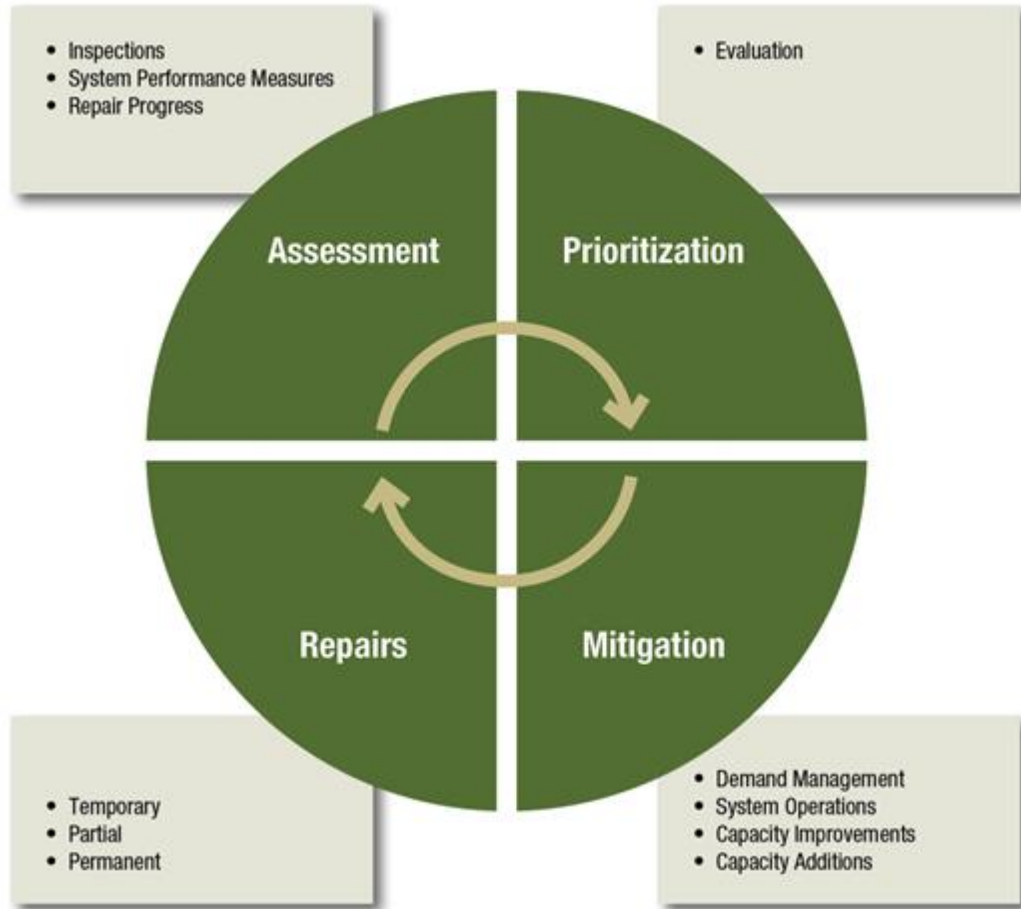 • Inspections
• System Performance Measures
• Repair Progress
• Evaluation
Assessment
Prioritization
Repairs
Mitigation
• Temporary
• Partial
• Permanent
• Demand Management
• System Operations
• Capacity Improvements
• Capacity Additions